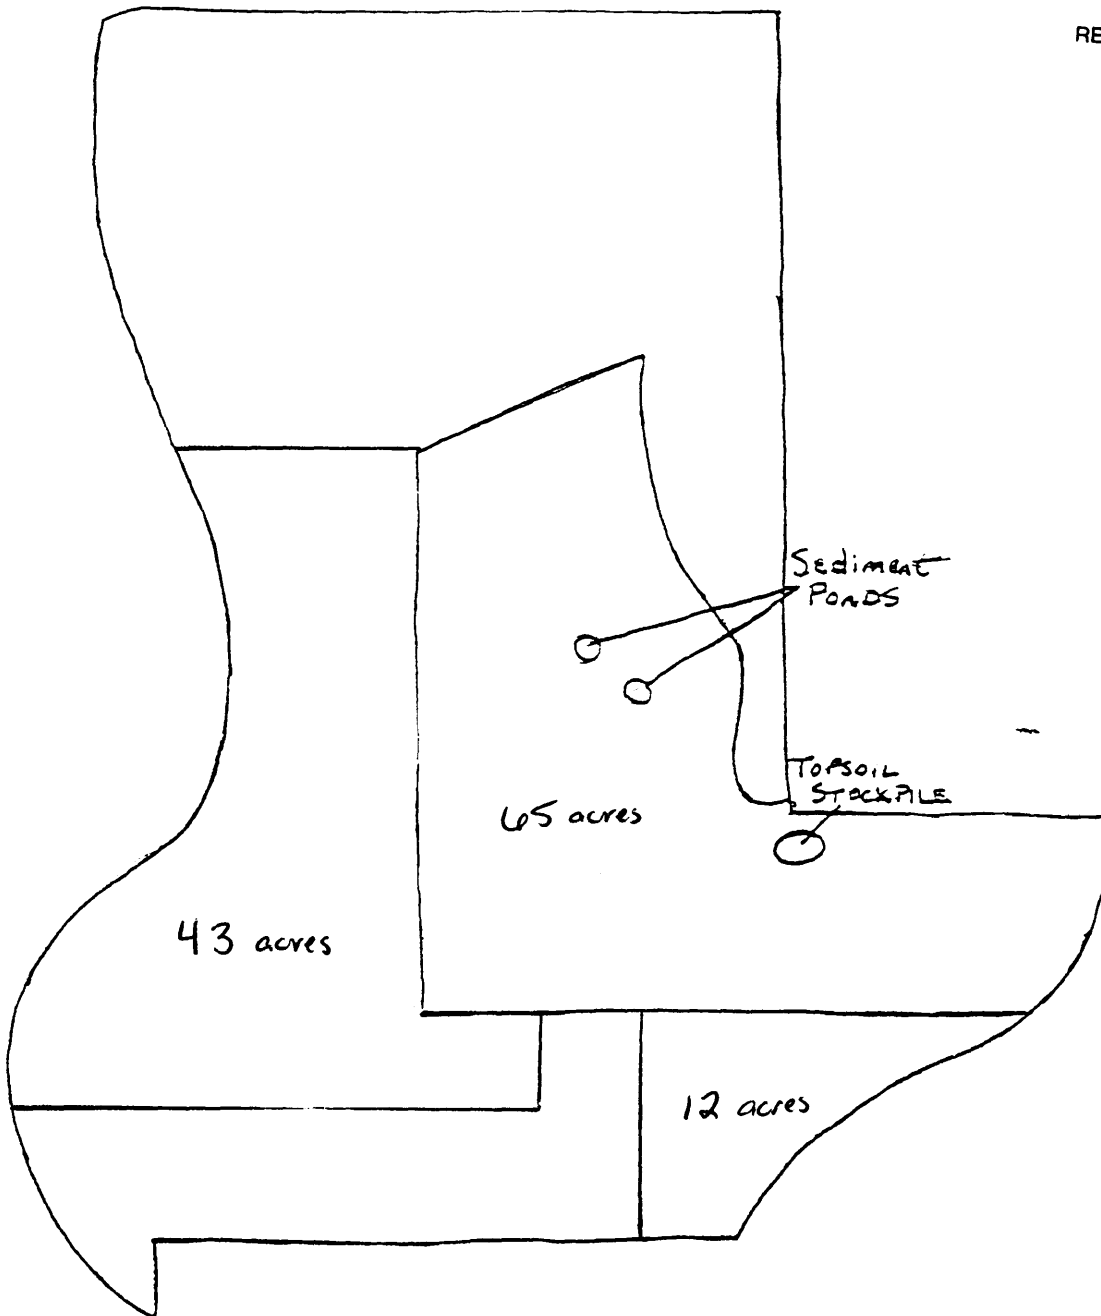 RE
Sediment
Ponds
Topsoil
Stockpile
65 acres
43 acres
12 acres